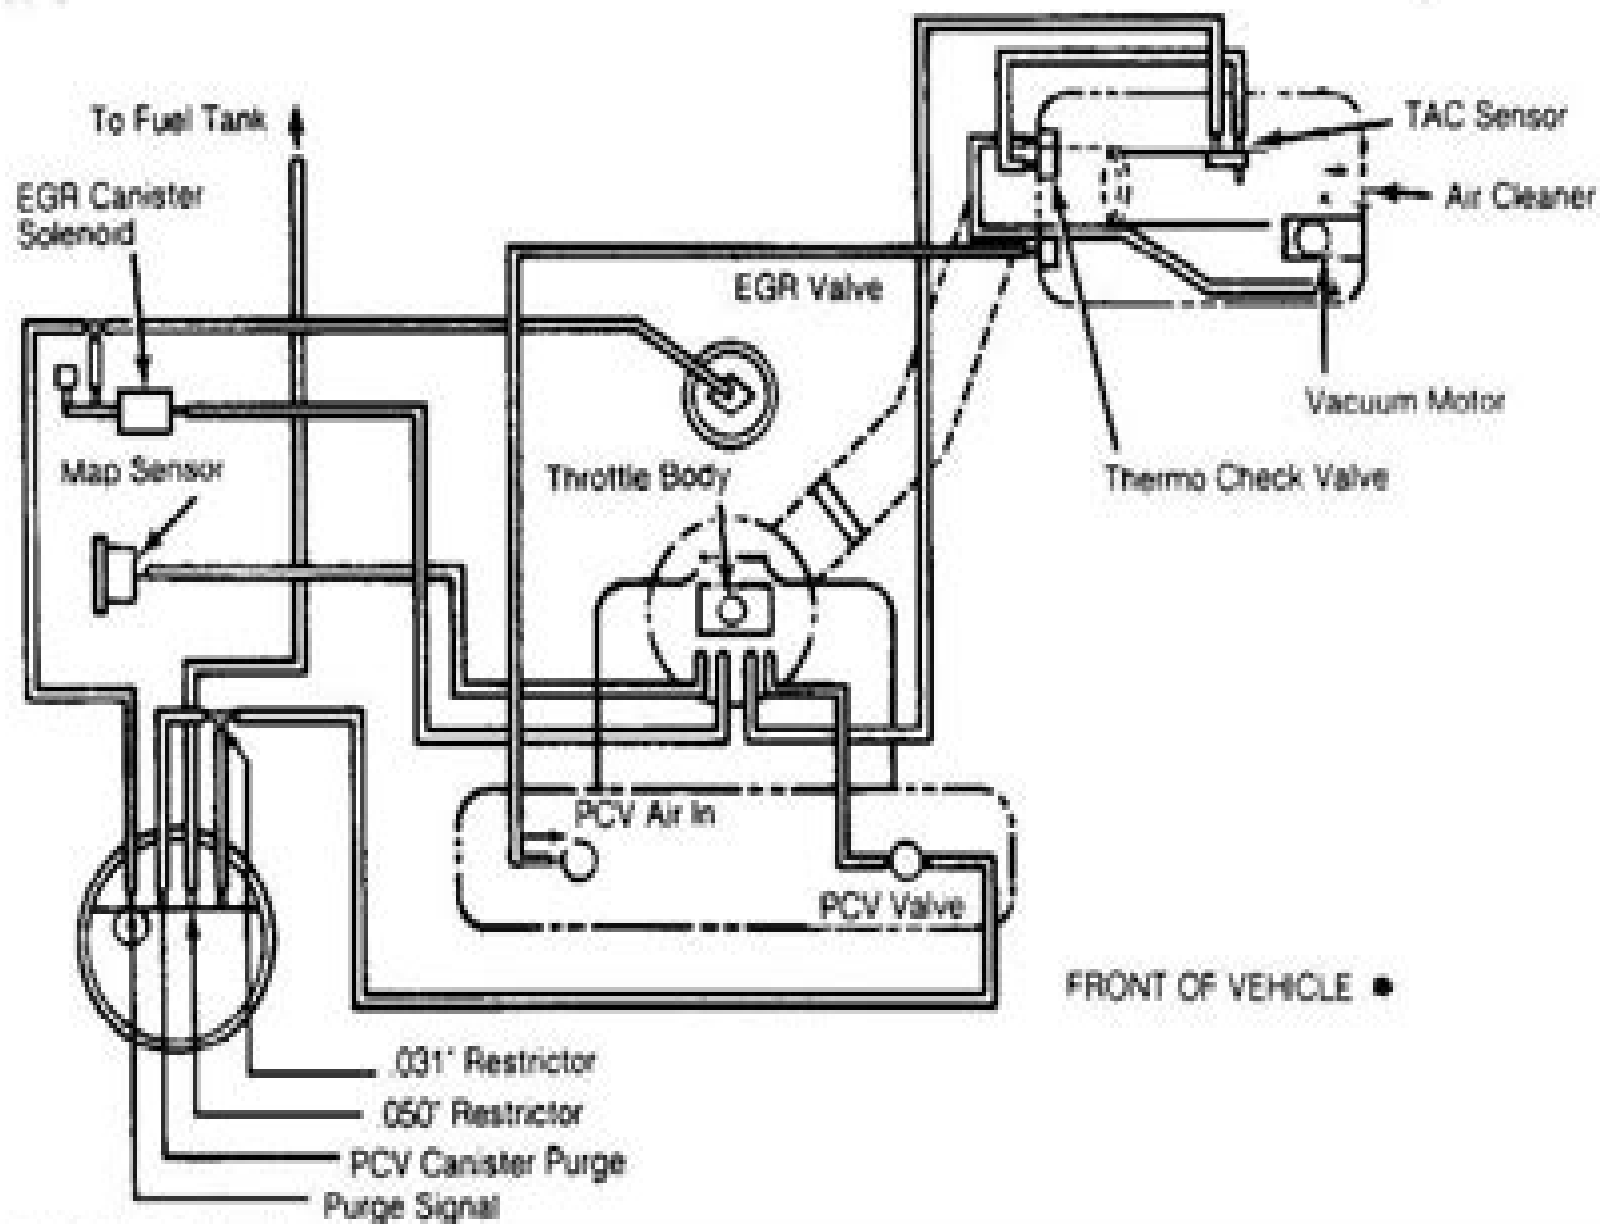 To Fuel Tank
TAC Sensor
EGR Canister
Solenoid
Air Cleaner
EGR Valve
Vacuum Motor
Map Sensor
Throttle Body
Thermo Check Valve
PCV Air In
PCV Valve
FRONT OF VEHICLE
.031" Restrictor
.050" Restrictor
PCV Canister Purge
Purge Signal